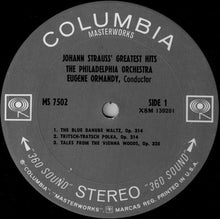 COLUMBIA
MASTERWORKS
JOHANN STRAUSS' GREATEST HITS
THE PHILADELPHIA ORCHESTRA
EUGENE ORMANDY, Conductor
MS 7502
SIDE 1
XSM 139201
1. THE BLUE DANUBE WALTZ, Op. 314
2. TRITSCH-TRATSCH POLKA, Op. 214
3. TALES FROM THE VIENNA WOODS, Op. 325
"360 SOUND" STEREO "360 SOUND"
® "COLUMBIA", "MASTERWORKS", MARCAS REG. PRINTED IN U.S.A.